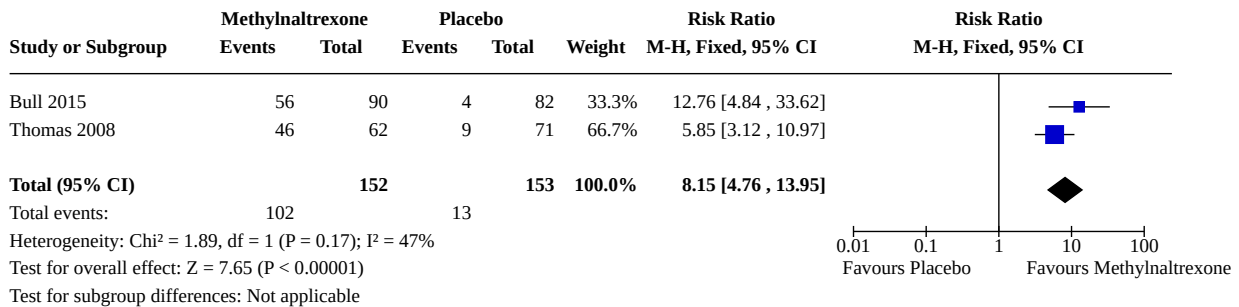 Methylnaltrexone Placebo Risk Ratio Risk Ratio
Study or Subgroup Events Total Events Total Weight M-H, Fixed, 95% CI M-H, Fixed, 95% CI
Bull 2015 56 90 4 82 33.3% 12.76 [4.84 , 33.62]
Thomas 2008 46 62 9 71 66.7% 5.85 [3.12 , 10.97]
Total (95% CI) 152 153 100.0% 8.15 [4.76 , 13.95]
Total events: 102 13
Heterogeneity: Chi² = 1.89, df = 1 (P = 0.17); I² = 47%
Test for overall effect: Z = 7.65 (P < 0.00001)
Test for subgroup differences: Not applicable
0.01 0.1 1 10 100
Favours Placebo Favours Methylnaltrexone